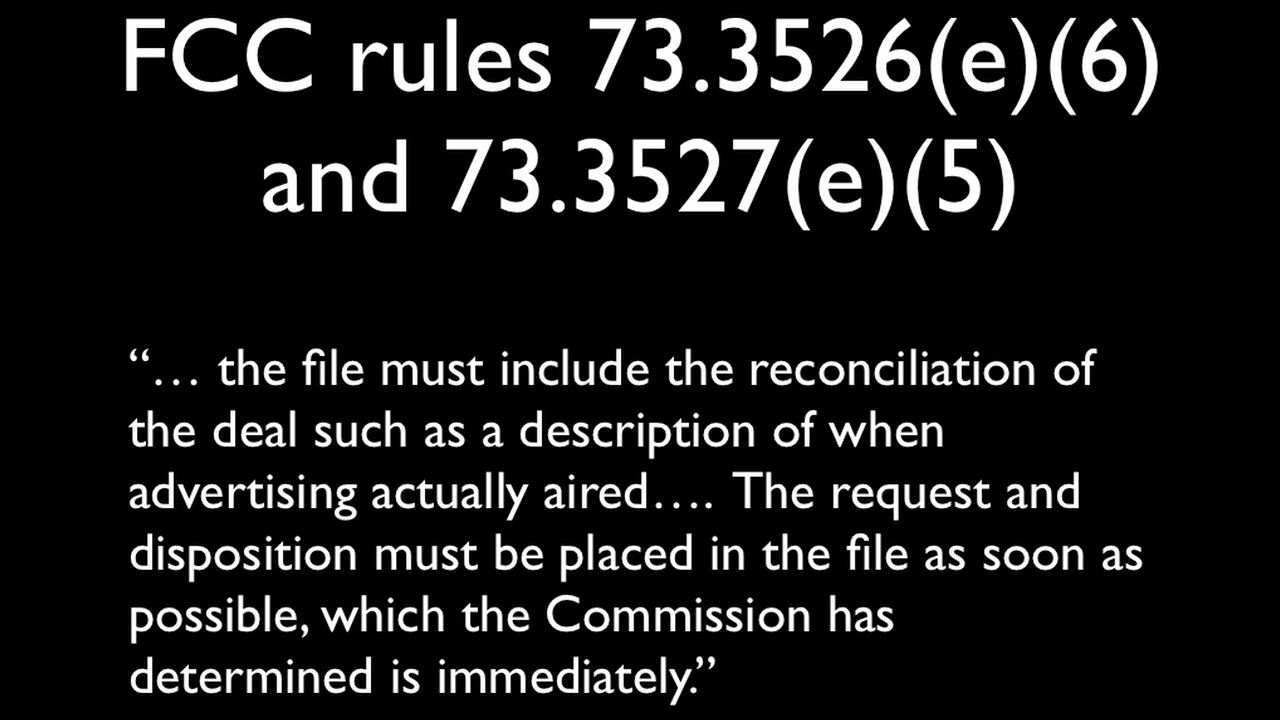 FCC rules 73.3526(e)(6)
and 73.3527(e)(5)
“… the file must include the reconciliation of
the deal such as a description of when
advertising actually aired…. The request and
disposition must be placed in the file as soon as
possible, which the Commission has
determined is immediately.”